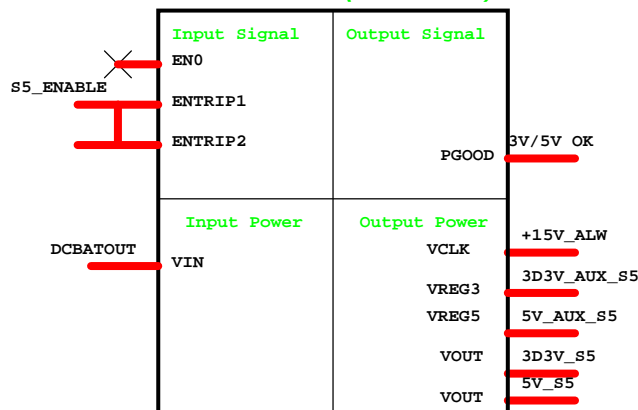 Input Signal
Output Signal
EN0
S5_ENABLE
ENTRIP1
ENTRIP2
3V/5V OK
PGOOD
Input Power
Output Power
+15V_ALW
DCBATOUT
VCLK
VIN
3D3V_AUX_S5
VREG3
VREG5
5V_AUX_S5
VOUT
3D3V_S5
5V_S5
VOUT